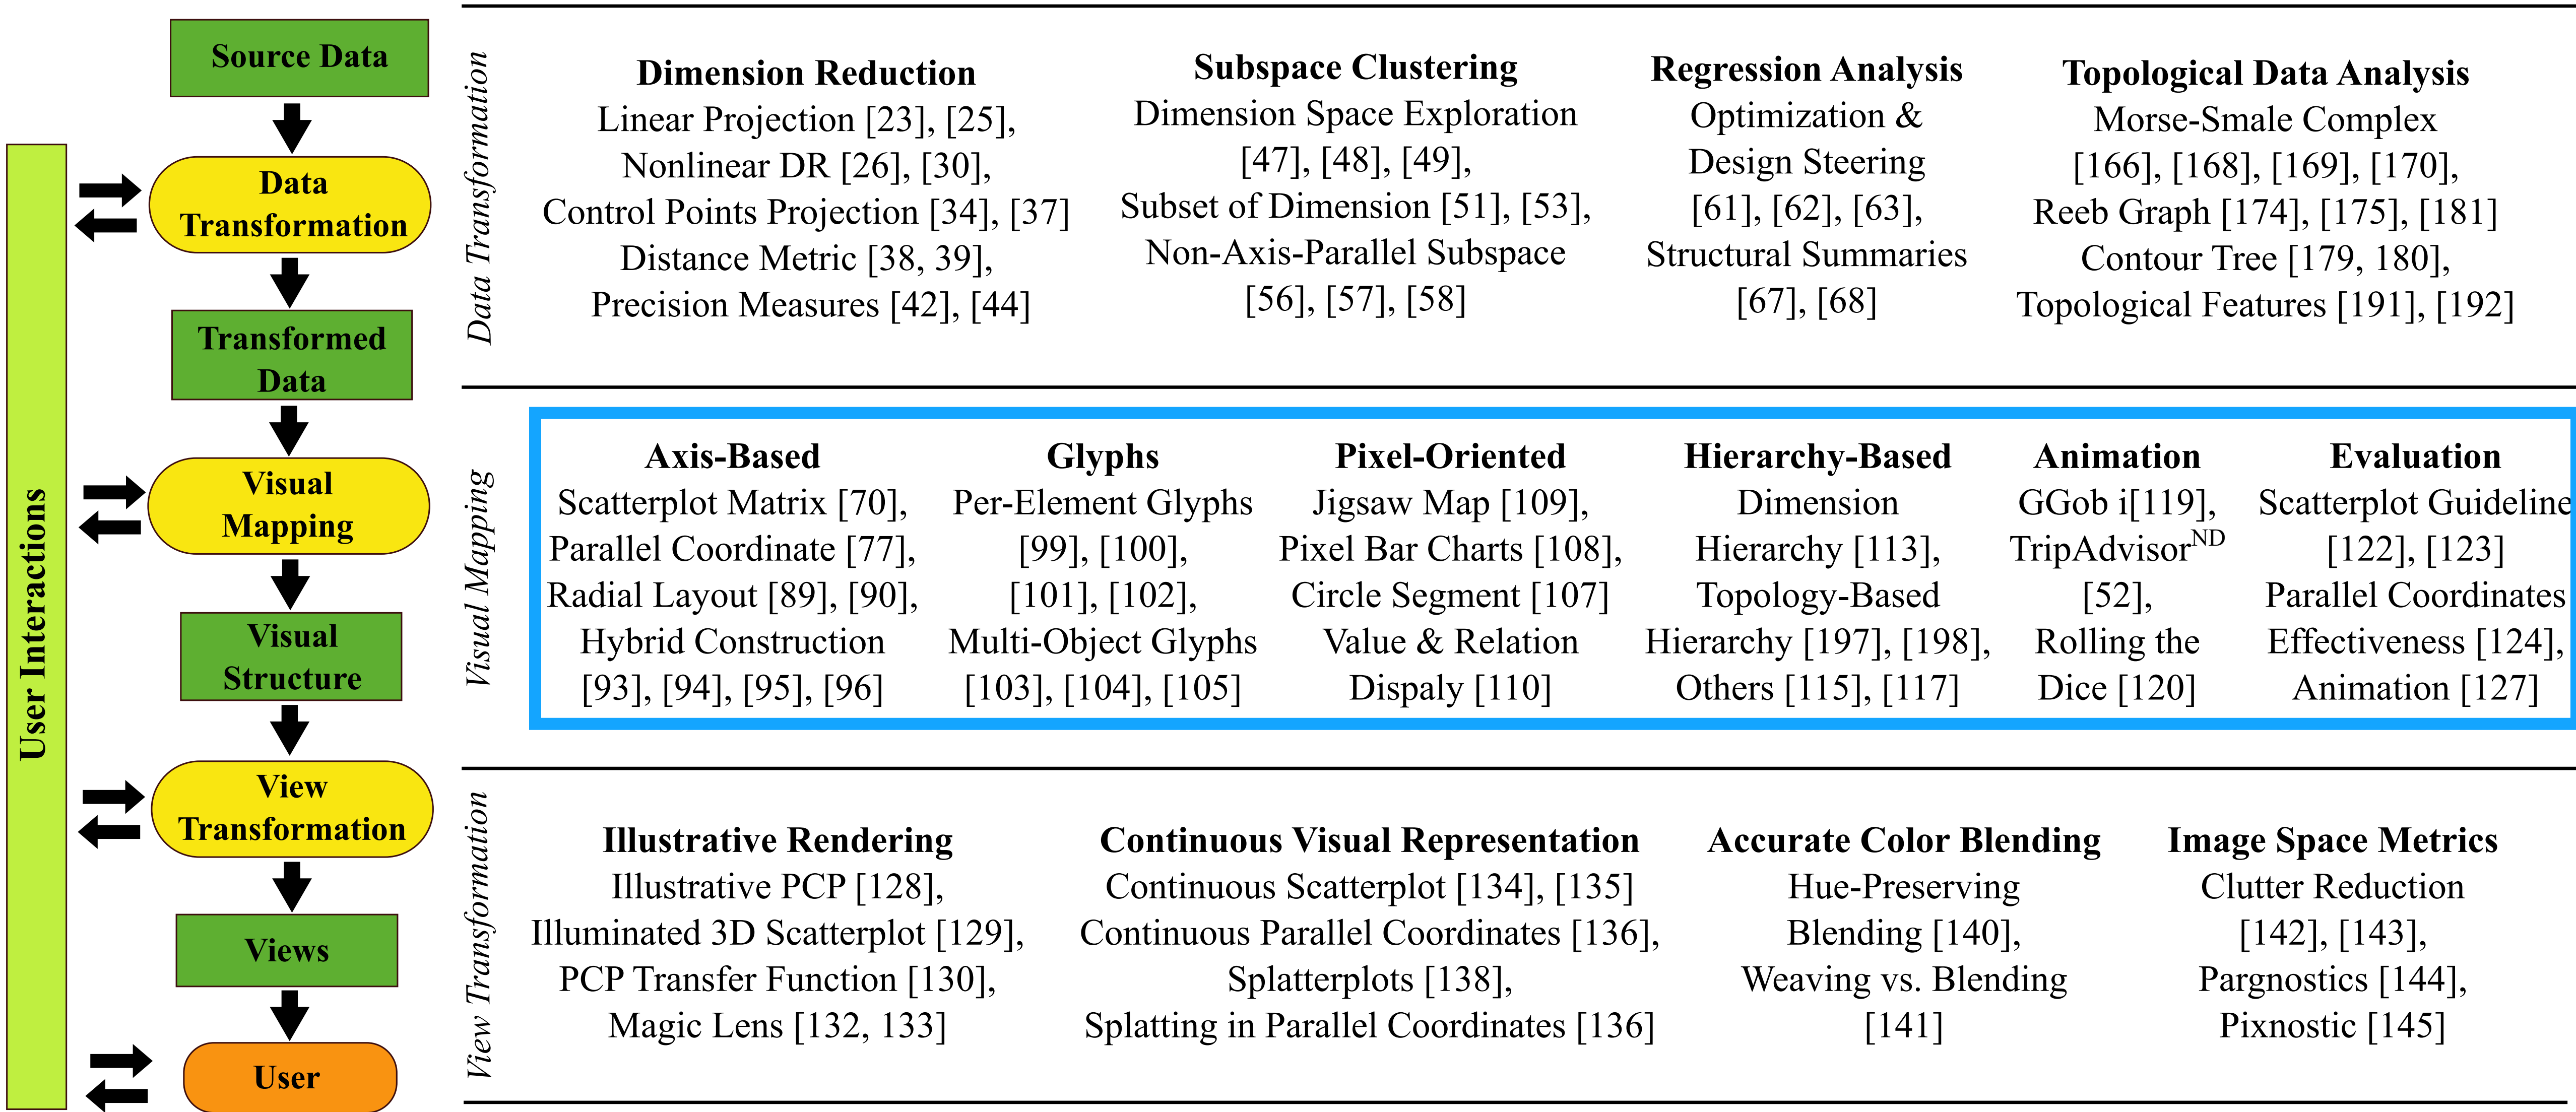 User Interactions
Source Data
Data
Transformation
Transformed
Data
Visual
Mapping
Visual
Structure
View
Transformation
Views
User
Data Transformation
Dimension Reduction
Linear Projection [23], [25],
Nonlinear DR [26], [30],
Control Points Projection [34], [37]
Distance Metric [38, 39],
Precision Measures [42], [44]
Subspace Clustering
Dimension Space Exploration
[47], [48], [49],
Subset of Dimension [51], [53],
Non-Axis-Parallel Subspace
[56], [57], [58]
Regression Analysis
Optimization &
Design Steering
[61], [62], [63],
Structural Summaries
[67], [68]
Topological Data Analysis
Morse-Smale Complex
[166], [168], [169], [170],
Reeb Graph [174], [175], [181]
Contour Tree [179, 180],
Topological Features [191], [192]
Visual Mapping
Axis-Based
Scatterplot Matrix [70],
Parallel Coordinate [77],
Radial Layout [89], [90],
Hybrid Construction
[93], [94], [95], [96]
Glyphs
Per-Element Glyphs
[99], [100],
[101], [102],
Multi-Object Glyphs
[103], [104], [105]
Pixel-Oriented
Jigsaw Map [109],
Pixel Bar Charts [108],
Circle Segment [107]
Value & Relation
Dispaly [110]
Hierarchy-Based
Dimension
Hierarchy [113],
Topology-Based
Hierarchy [197], [198],
Others [115], [117]
Animation
GGob i[119],
TripAdvisorND
[52],
Rolling the
Dice [120]
Evaluation
Scatterplot Guideline
[122], [123]
Parallel Coordinates
Effectiveness [124],
Animation [127]
View Transformation
Illustrative Rendering
Illustrative PCP [128],
Illuminated 3D Scatterplot [129],
PCP Transfer Function [130],
Magic Lens [132, 133]
Continuous Visual Representation
Continuous Scatterplot [134], [135]
Continuous Parallel Coordinates [136],
Splatterplots [138],
Splatting in Parallel Coordinates [136]
Accurate Color Blending
Hue-Preserving
Blending [140],
Weaving vs. Blending
[141]
Image Space Metrics
Clutter Reduction
[142], [143],
Pargnostics [144],
Pixnostic [145]